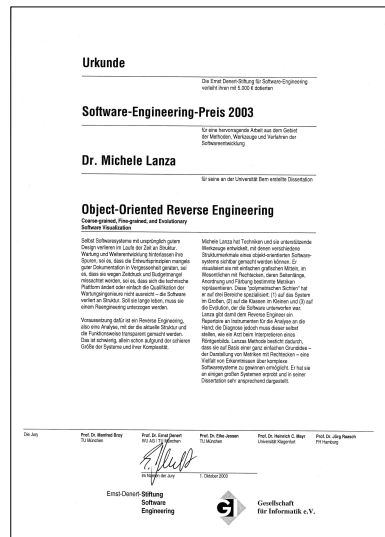 Urkunde
Die Ernst Denert-Stiftung für Software-Engineering
verleiht ihren mit 5.000 € dotierten
Software-Engineering-Preis 2003
für eine hervorragende Arbeit aus dem Gebiet
der Methoden, Werkzeuge und Verfahren der
Softwareentwicklung
Dr. Michele Lanza
für seine an der Universität Bern erstellte Dissertation
Object-Oriented Reverse Engineering
Coarse-grained, Fine-grained, and Evolutionary
Software Visualization
Selbst Softwaresysteme mit ursprünglich gutem
Design verlieren im Laufe der Zeit an Struktur.
Wartung und Weiterentwicklung hinterlassen ihre
Spuren, sei es, dass die Entwurfsprinzipien mangels
guter Dokumentation in Vergessenheit geraten, sei
es, dass sie wegen Zeitdruck und Budgetmangel
missachtet werden, sei es, dass sich die technische
Plattform ändert oder einfach die Qualifikation der
Wartungsingenieure nicht ausreicht – die Software
verliert an Struktur. Soll sie lange leben, muss sie
einem Reengineering unterzogen werden.
Voraussetzung dafür ist ein Reverse Engineering,
also eine Analyse, mit der die aktuelle Struktur und
die Funktionsweise transparent gemacht werden.
Das ist schwierig, allein schon aufgrund der schieren
Größe der Systeme und ihrer Komplexität.
Michele Lanza hat Techniken und sie unterstützende
Werkzeuge entwickelt, mit denen verschiedene
Strukturmerkmale eines objekt-orientierten Software-
systems sichtbar gemacht werden können. Er
visualisiert sie mit einfachen grafischen Mitteln, im
Wesentlichen mit Rechtecken, deren Seitenlänge,
Anordnung und Färbung bestimmte Metriken
repräsentieren. Diese "polymetrischen Sichten" hat
er auf drei Bereiche spezialisiert: (1) auf das System
im Großen, (2) auf die Klassen im Kleinen und (3) auf
die Evolution, der die Software unterworfen war.
Lanza gibt damit dem Reverse Engineer ein
Repertoire an Instrumenten für die Analyse an die
Hand; die Diagnose jedoch muss dieser selbst
stellen, wie ein Arzt beim Interpretieren eines
Röntgenbilds. Lanzas Methode besticht dadurch,
dass sie auf Basis einer ganz einfachen Grundidee –
der Darstellung von Metriken mit Rechtecken – eine
Vielfalt von Erkenntnissen über komplexe
Softwaresysteme zu gewinnen ermöglicht. Er hat sie
an einigen großen Systemen erprobt und in seiner
Dissertation sehr ansprechend dargestellt.
Die Jury
Prof. Dr. Manfred Broy
TU München
Prof. Dr. Ernst Denert
IVU AG / TU München
Prof. Dr. Eike Jessen
TU München
Prof. Dr. Heinrich C. Mayr
Universität Klagenfurt
Prof. Dr. Jörg Raasch
FH Hamburg
Im Namen der Jury
1. Oktober 2003
Ernst-Denert-Stiftung
Software
Engineering
GI
Gesellschaft
für Informatik e.V.